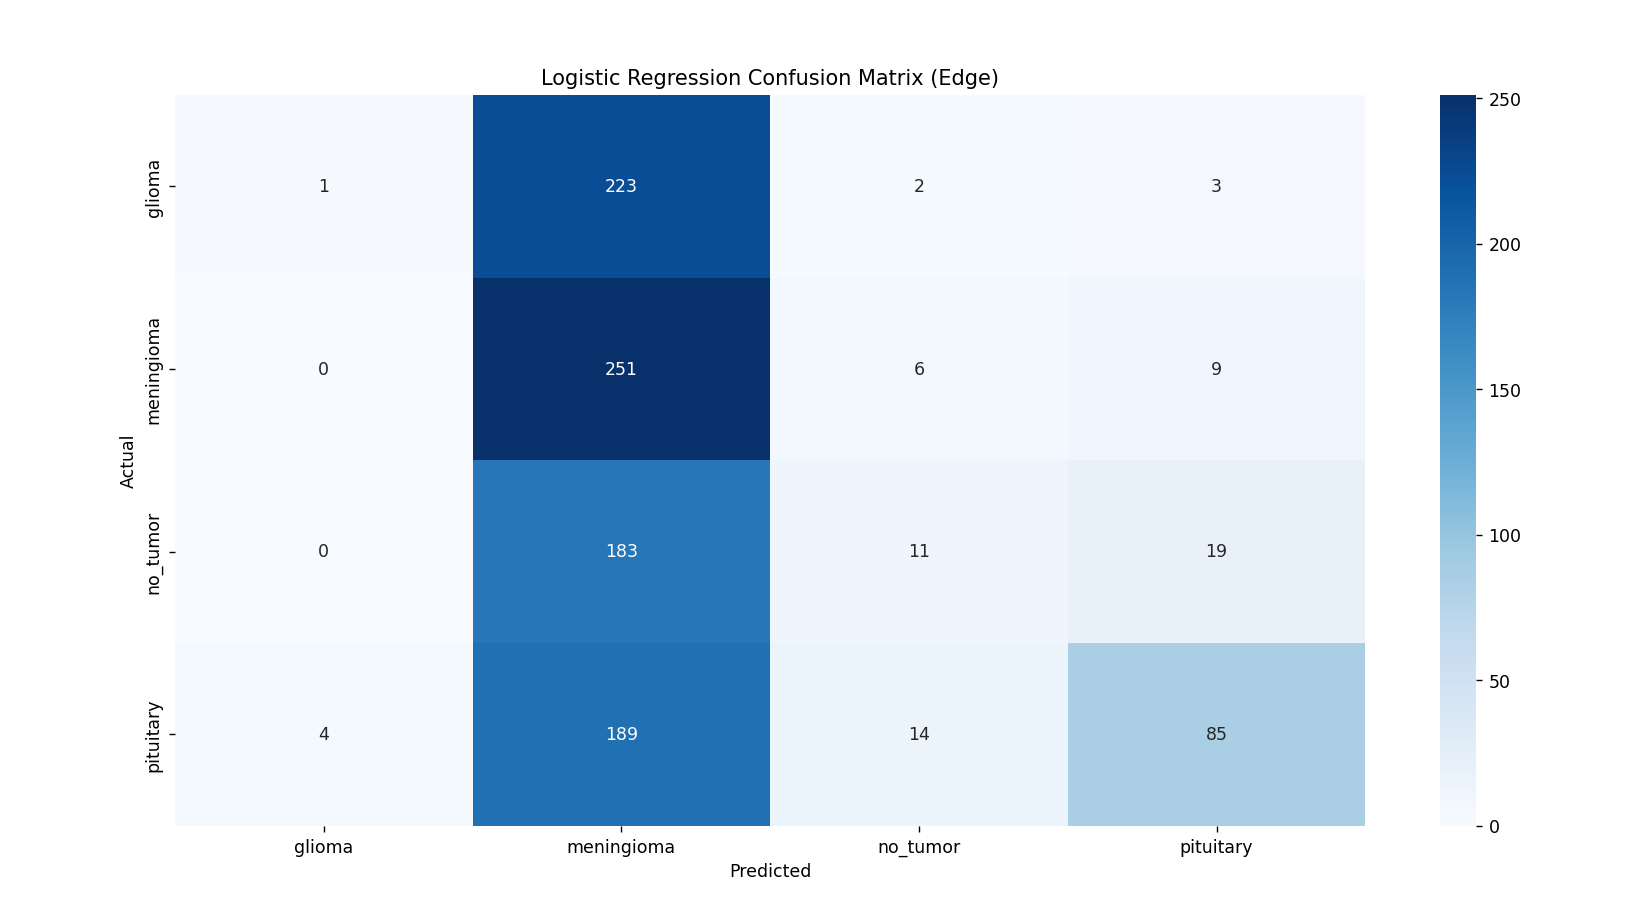 Logistic Regression Confusion Matrix (Edge)
Actual
glioma 1 223 2 3
meningioma 0 251 6 9
no_tumor 0 183 11 19
pituitary 4 189 14 85
glioma meningioma no_tumor pituitary
Predicted
250
200
150
100
50
0